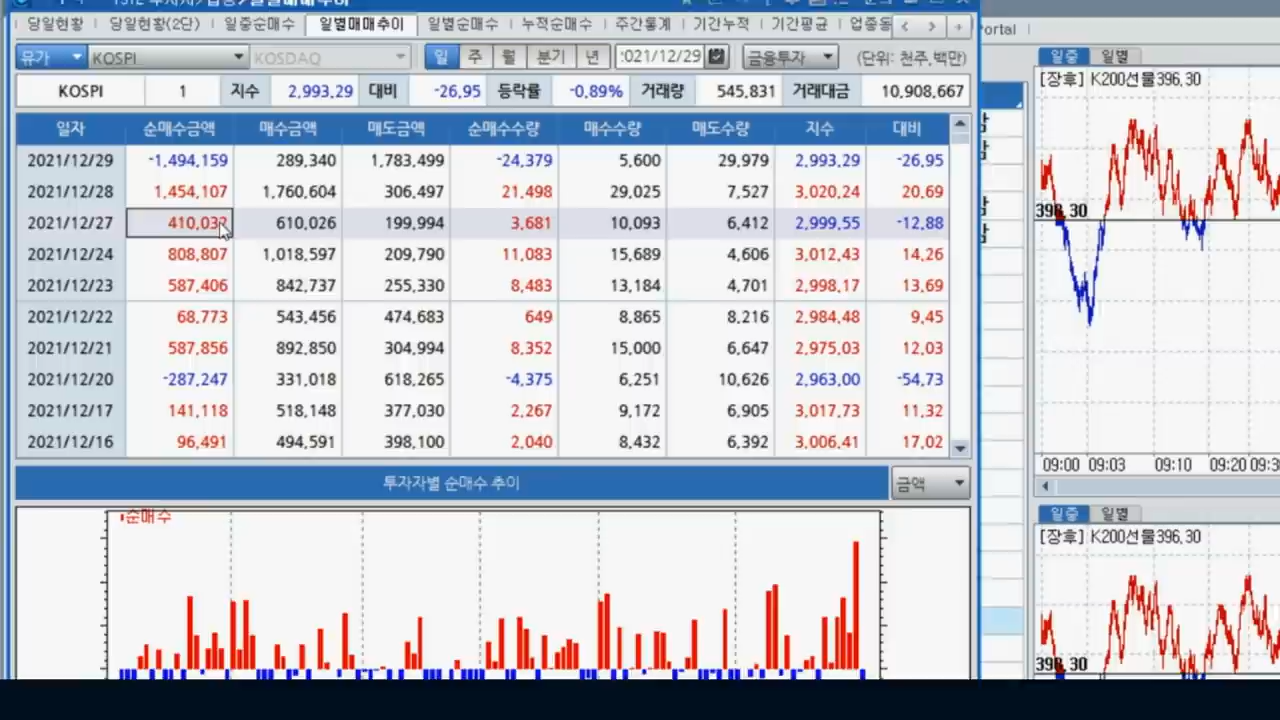 당일현황 당일현황(2단) 일중순매수 일별매매추이 일별순매수 누적순매수 주간통계 기간누적 기간평균 업종동
유가 KOSPI KOSDAQ 일 주 월 분기 년 :021/12/29 금융투자 (단위: 천주,백만)
KOSPI 1 지수 2,993,29 대비 -26,95 등락률 -0,89% 거래량 545,831 거래대금 10,908,667
일자 순매수금액 매수금액 매도금액 순매수수량 매수수량 매도수량 지수 대비
2021/12/29 -1,494,159 289,340 1,783,499 -24,379 5,600 29,979 2,993,29 -26,95
2021/12/28 1,454,107 1,760,604 306,497 21,498 29,025 7,527 3,020,24 20,69
2021/12/27 410,032 610,026 199,994 3,681 10,093 6,412 2,999,55 -12,88
2021/12/24 808,807 1,018,597 209,790 11,083 15,689 4,606 3,012,43 14,26
2021/12/23 587,406 842,737 255,330 8,483 13,184 4,701 2,998,17 13,69
2021/12/22 68,773 543,456 474,683 649 8,865 8,216 2,984,48 9,45
2021/12/21 587,856 892,850 304,994 8,352 15,000 6,647 2,975,03 12,03
2021/12/20 -287,247 331,018 618,265 -4,375 6,251 10,626 2,963,00 -54,73
2021/12/17 141,118 518,148 377,030 2,267 9,172 6,905 3,017,73 11,32
2021/12/16 96,491 494,591 398,100 2,040 8,432 6,392 3,006,41 17,02
투자자별 순매수 추이 금액
순매수
ortal
일중 일별
[장후] K200선물396,30
398,30
09:00 09:03 09:10 09:20 09:3
일중 일별
[장후] K200선물396,30
398,30